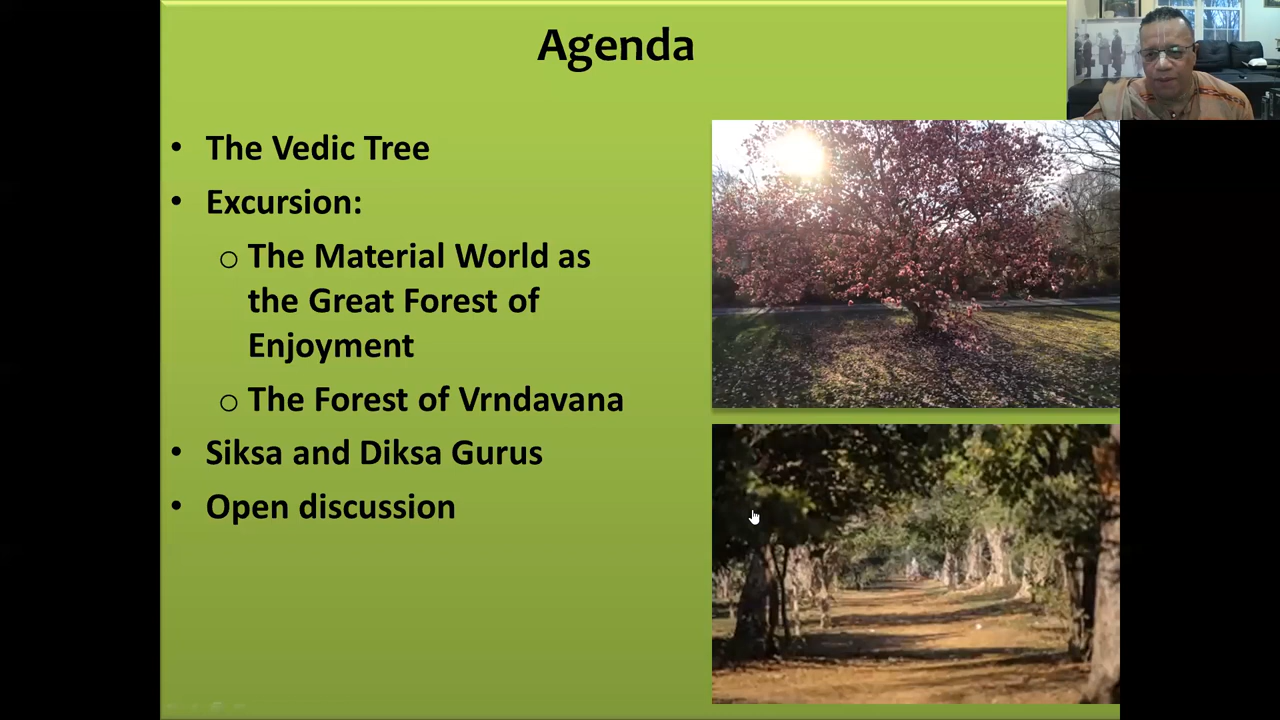 Agenda
• The Vedic Tree
• Excursion:
o The Material World as
the Great Forest of
Enjoyment
o The Forest of Vrndavana
• Siksa and Diksa Gurus
• Open discussion